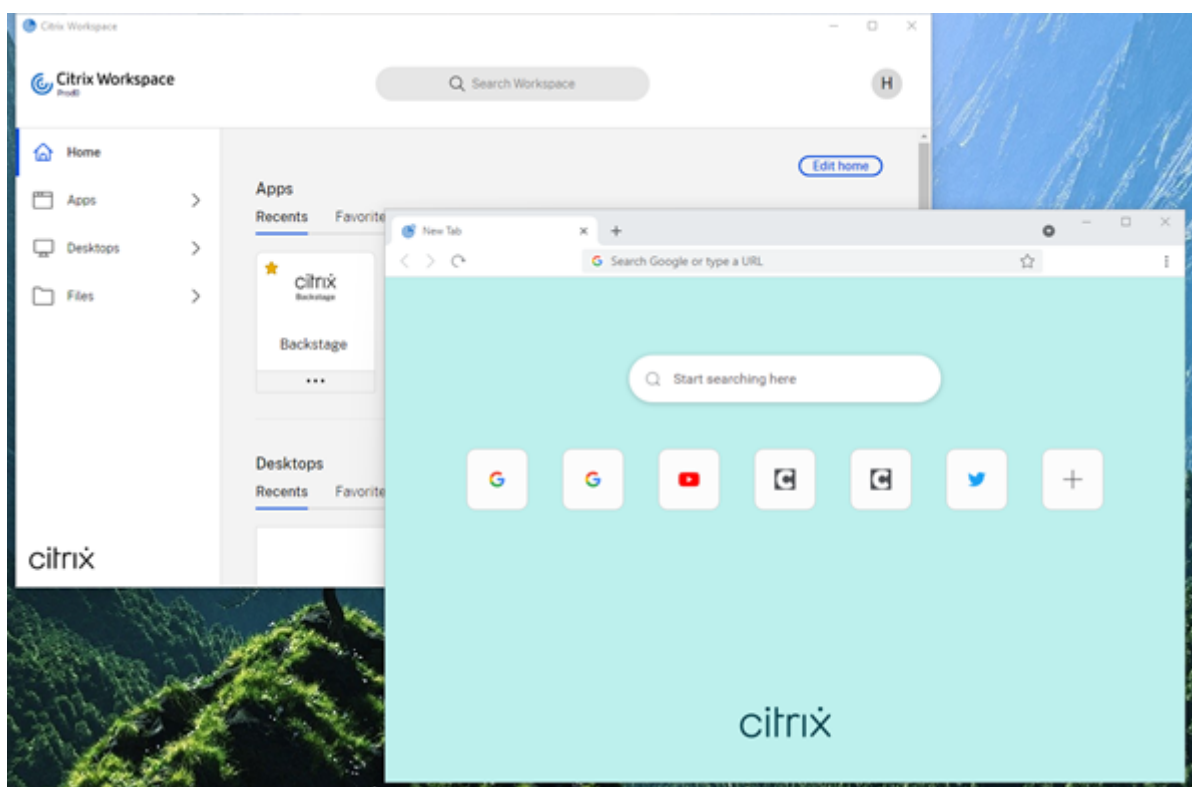 Citrix Workspace
Citrix Workspace
Search Workspace
H
Home
Apps
Desktops
Files
citrix
Edit home
Apps
Recents Favorite
citrix
Backstage
Backstage
Desktops
Recents Favorite
New Tab
Search Google or type a URL
Start searching here
G G C C
citrix